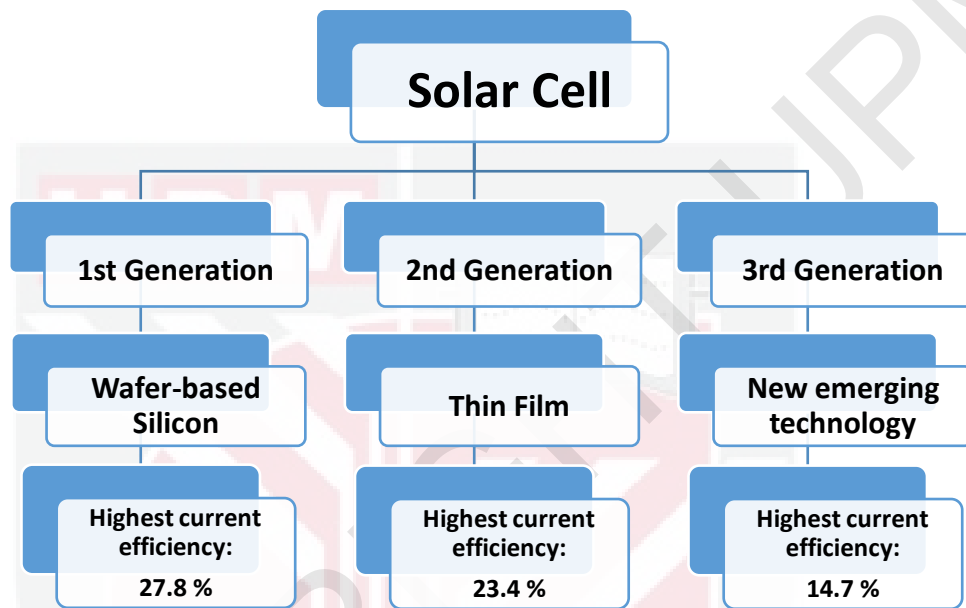 Solar Cell
1st Generation
2nd Generation
3rd Generation
Wafer-based
Silicon
Thin Film
New emerging
technology
Highest current
efficiency:
27.8 %
Highest current
efficiency:
23.4 %
Highest current
efficiency:
14.7 %
UPM